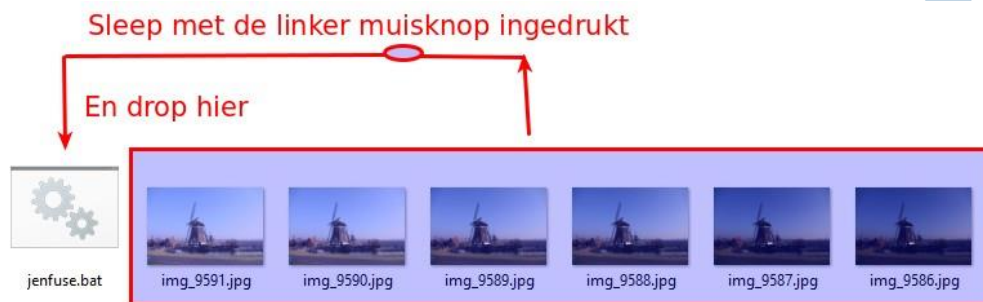 Sleep met de linker muisknop ingedrukt
En drop hier
jenfuse.bat
img_9591.jpg
img_9590.jpg
img_9589.jpg
img_9588.jpg
img_9587.jpg
img_9586.jpg